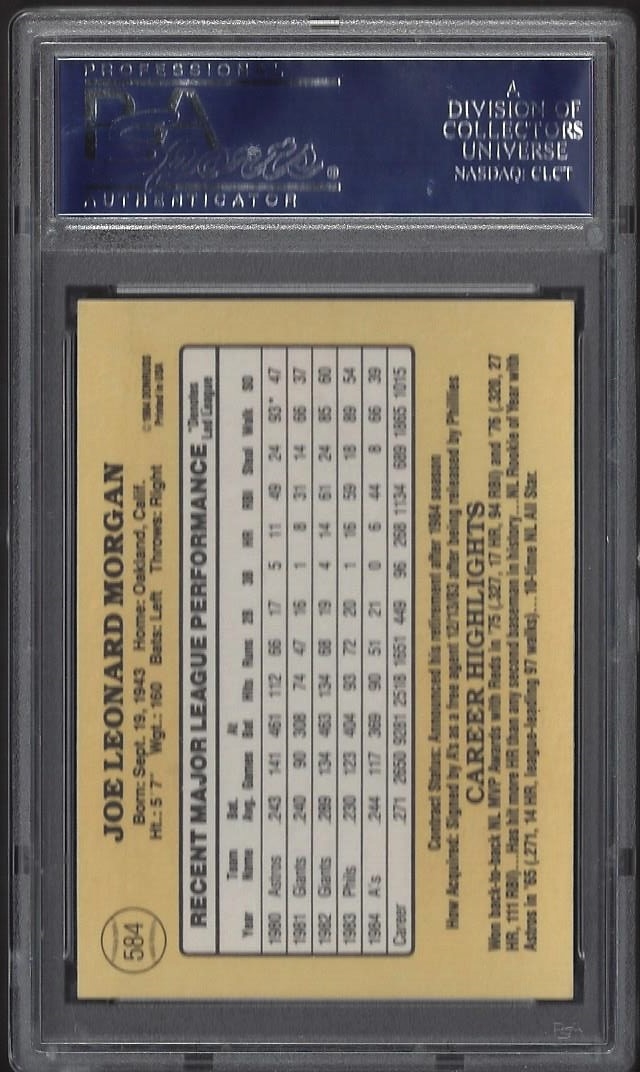 PROFESSIONAL
PSA
Sports®
AUTHENTICATOR
A
DIVISION OF
COLLECTORS
UNIVERSE
NASDAQ: CLCT
584
JOE LEONARD MORGAN
Born: Sept. 19, 1943 Home: Oakland, Calif.
Ht.: 5' 7" Wgt.: 160 Bats: Left Throws: Right
© 1984 DONRUSS
Printed in USA
RECENT MAJOR LEAGUE PERFORMANCE
*Denotes
Led League
Year Team Name Bat. Avg. Games At Bat Hits Runs 2B 3B HR RBI Steal Walk SO
1980 Astros .243 141 461 112 66 17 5 11 49 24 93* 47
1981 Giants .240 90 308 74 47 16 1 8 31 14 66 37
1982 Giants .289 134 463 134 68 19 4 14 61 24 85 60
1983 Phils .230 123 404 93 72 20 1 16 59 18 89 54
1984 A's .244 117 369 90 51 21 0 6 44 8 66 39
Career .271 2650 9281 2518 1651 449 96 268 1134 689 1865 1015
Contract Status: Announced his retirement after 1984 season
How Acquired: Signed by A's as a free agent 12/13/83 after being released by Phillies
CAREER HIGHLIGHTS
Won back-to-back NL MVP Awards with Reds in '75 (.327, 17 HR, 94 RBI) and '76 (.320, 27
HR, 111 RBI)....Has hit more HR than any second baseman in history....NL Rookie of Year with
Astros in '65 (.271, 14 HR, league-leading 97 walks)....10-time NL All Star.
PSA